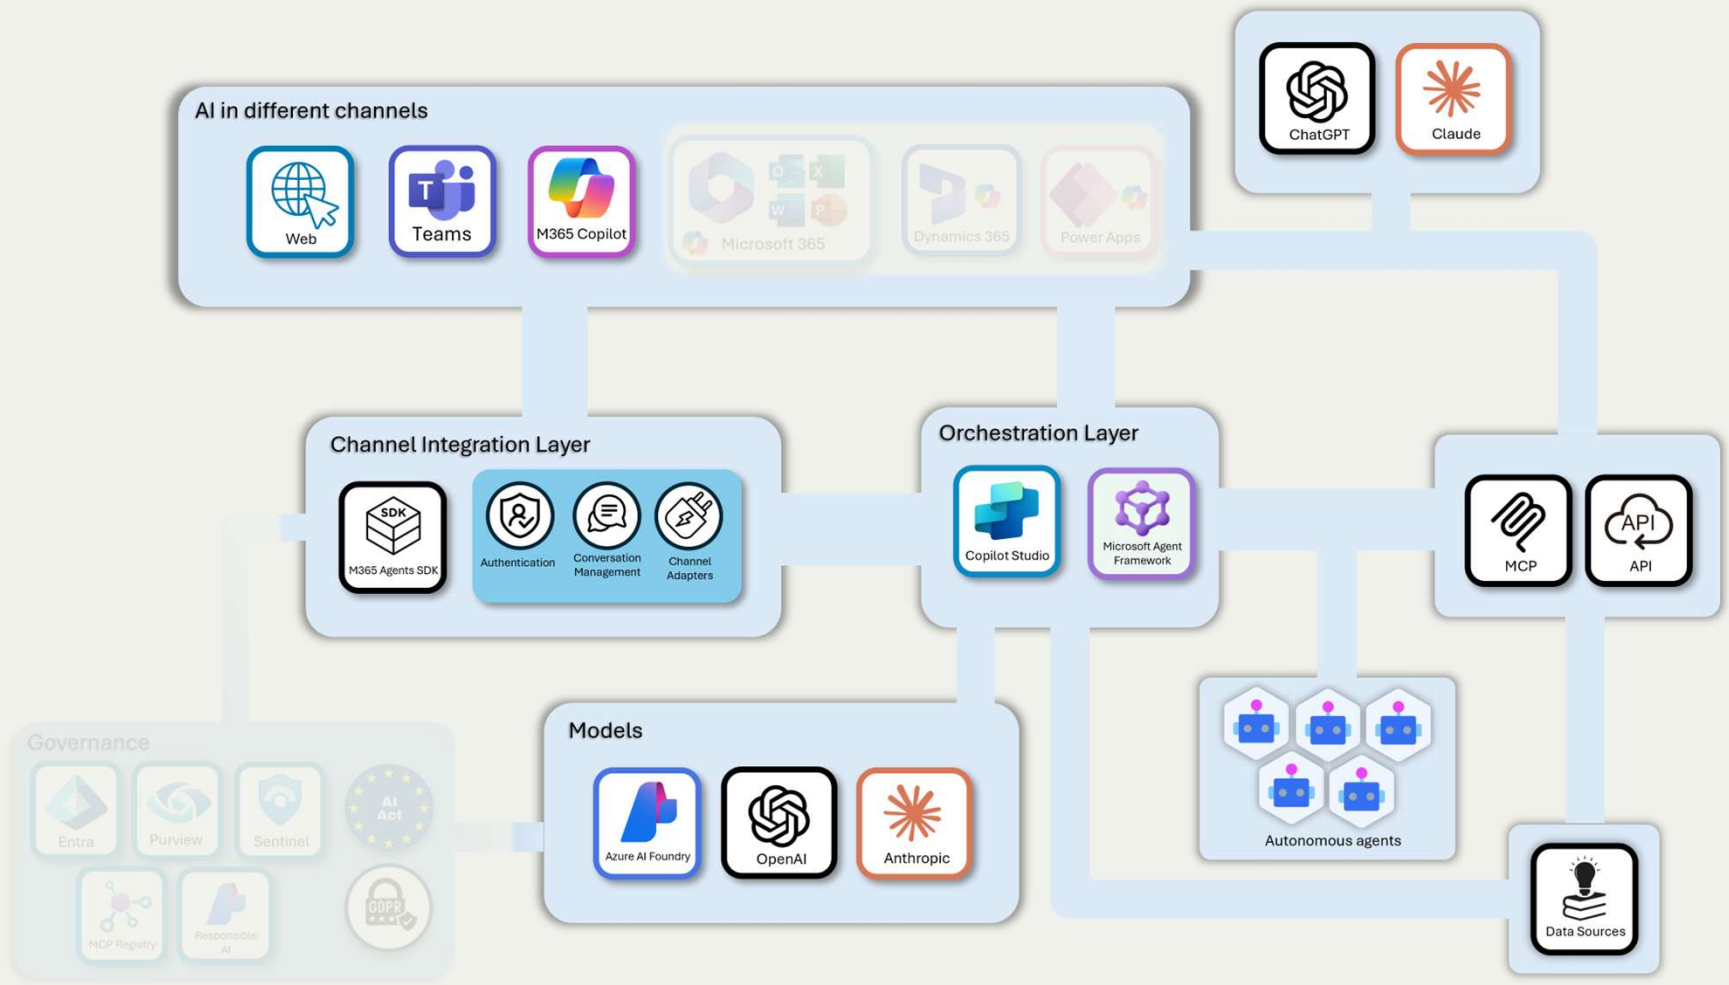 ChatGPT
Claude
AI in different channels
Web
Teams
M365 Copilot
O
X
W
P
Microsoft 365
Dynamics 365
Power Apps
T
Channel Integration Layer
SDK
M365 Agents SDK
Authentication
Conversation
Management
Channel
Adapters
Orchestration Layer
Copilot Studio
Microsoft Agent
Framework
MCP
API
API
Governance
Entra
Purview
Sentinel
AI
Act
MCP Registry
Responsible
AI
GDPR
Models
Azure AI Foundry
OpenAI
Anthropic
Autonomous agents
Data Sources